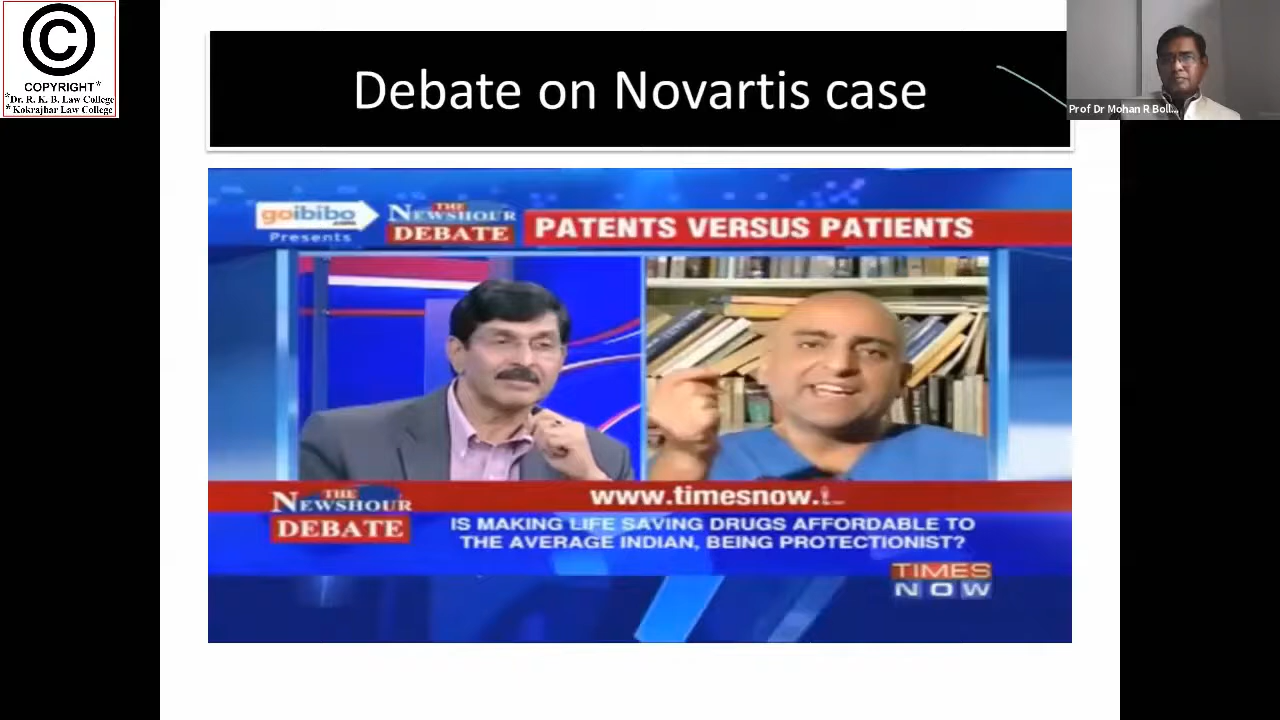 ©
COPYRIGHT*
*Dr. R. K. B. Law College
* Kokrajhar Law College
Debate on Novartis case
Prof Dr Mohan R Boll...
goibibo.com
Presents
THE
NEWSHOUR
DEBATE
PATENTS VERSUS PATIENTS
THE
NEWSHOUR
DEBATE
www.timesnow.
IS MAKING LIFE SAVING DRUGS AFFORDABLE TO
THE AVERAGE INDIAN, BEING PROTECTIONIST?
TIMES
NOW